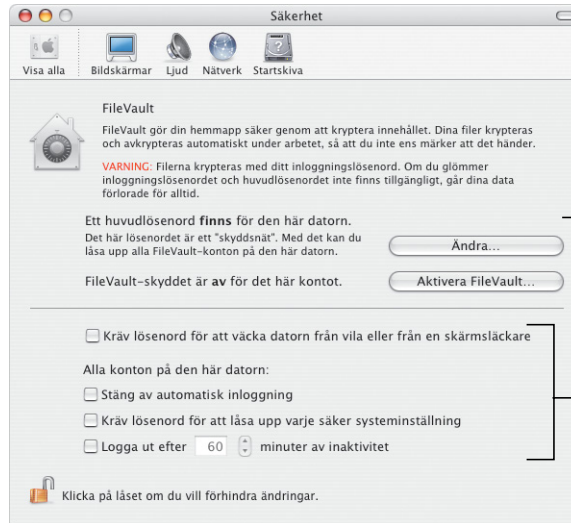 Säkerhet
Visa alla
Bildskärmar
Ljud
Nätverk
Startskiva
FileVault
FileVault gör din hemmapp säker genom att kryptera innehållet. Dina filer krypteras
och avkrypteras automatiskt under arbetet, så att du inte ens märker att det händer.
VARNING: Filerna krypteras med ditt inloggningslösenord. Om du glömmer
inloggningslösenordet och huvudlösenordet inte finns tillgängligt, går dina data
förlorade för alltid.
Ett huvudlösenord finns för den här datorn.
Det här lösenordet är ett "skyddsnät". Med det kan du
låsa upp alla FileVault-konton på den här datorn.
Ändra...
FileVault-skyddet är av för det här kontot.
Aktivera FileVault...
Kräv lösenord för att väcka datorn från vila eller från en skärmsläckare
Alla konton på den här datorn:
Stäng av automatisk inloggning
Kräv lösenord för att låsa upp varje säker systeminställning
Logga ut efter 60 minuter av inaktivitet
Klicka på låset om du vill förhindra ändringar.